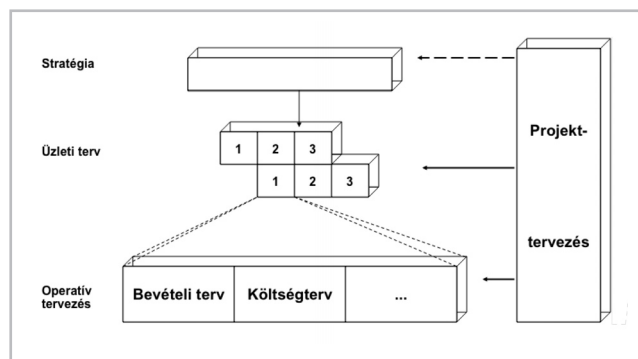 Stratégia
Üzleti terv
1 2 3
1 2 3
Operatív
tervezés
Bevételi terv Költségterv ...
Projekt-
tervezés